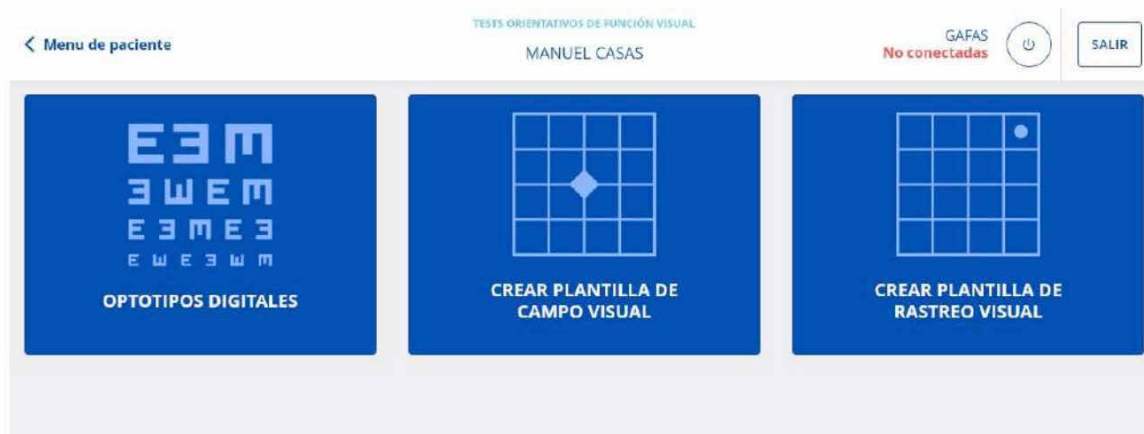 Menu de paciente
TESTS ORIENTATIVOS DE FUNCIÓN VISUAL
MANUEL CASAS
GAFAS
No conectadas
SALIR
E Ǝ M
Ǝ W E M
E Ǝ M E Ǝ
E W E Ǝ W M
OPTOTIPOS DIGITALES
CREAR PLANTILLA DE
CAMPO VISUAL
CREAR PLANTILLA DE
RASTREO VISUAL